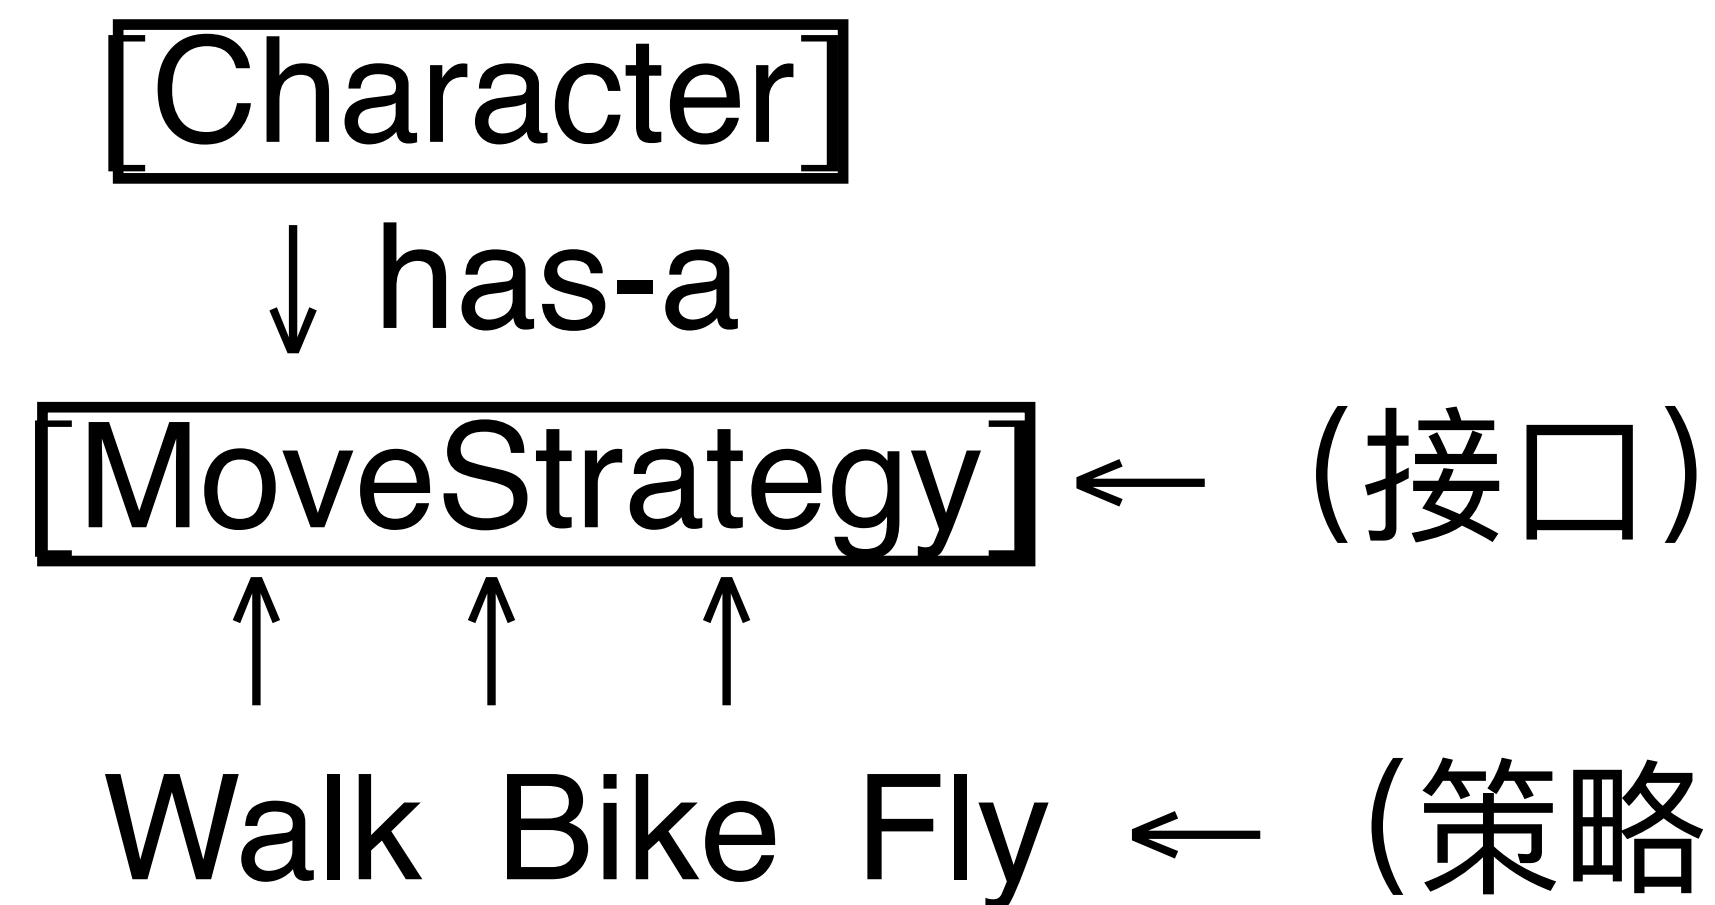 [Character]
↓ has-a
[MoveStrategy] ← (接口)
↑ ↑ ↑
Walk Bike Fly ← (策略